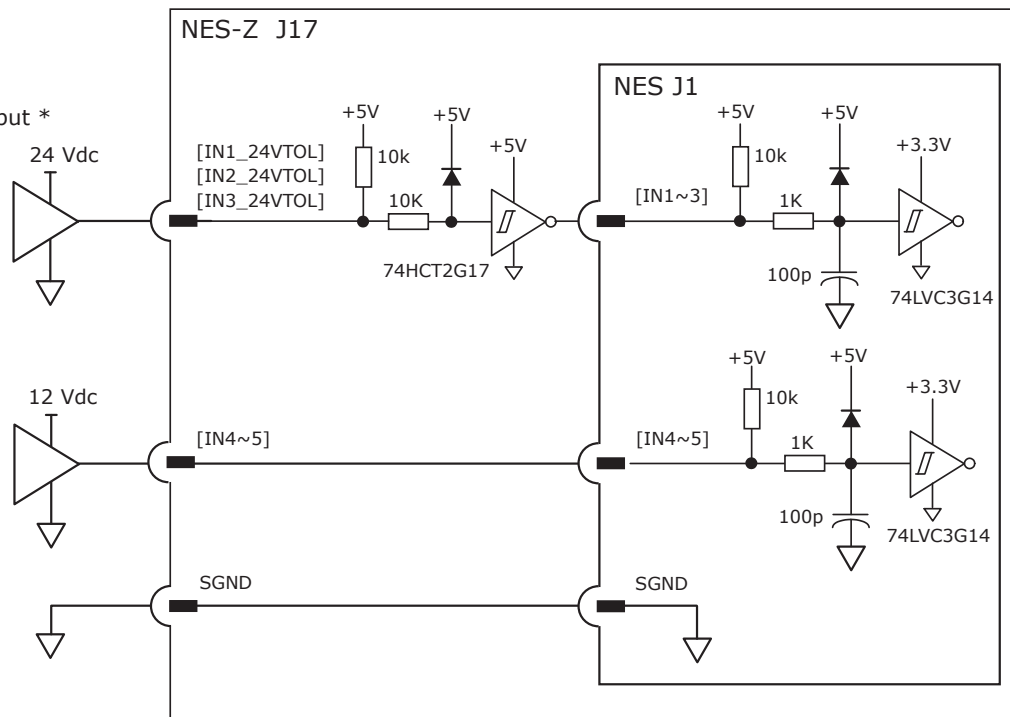 NES-Z J17
NES J1
put *
24 Vdc
[IN1_24VTOL]
[IN2_24VTOL]
[IN3_24VTOL]
+5V
10k
10K
+5V
+5V
74HCT2G17
[IN1~3]
+5V
10k
1K
+5V
100p
+3.3V
74LVC3G14
12 Vdc
[IN4~5]
[IN4~5]
+5V
10k
1K
+5V
100p
+3.3V
74LVC3G14
SGND
SGND